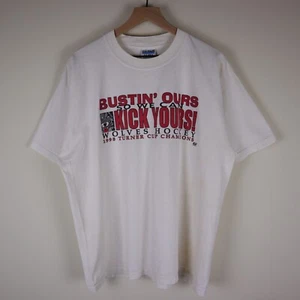 BUSTIN' OURS
SO WE CAN
KICK YOURS!
WOLVES HOCKEY
1998 TURNER CUP CHAMPIONS